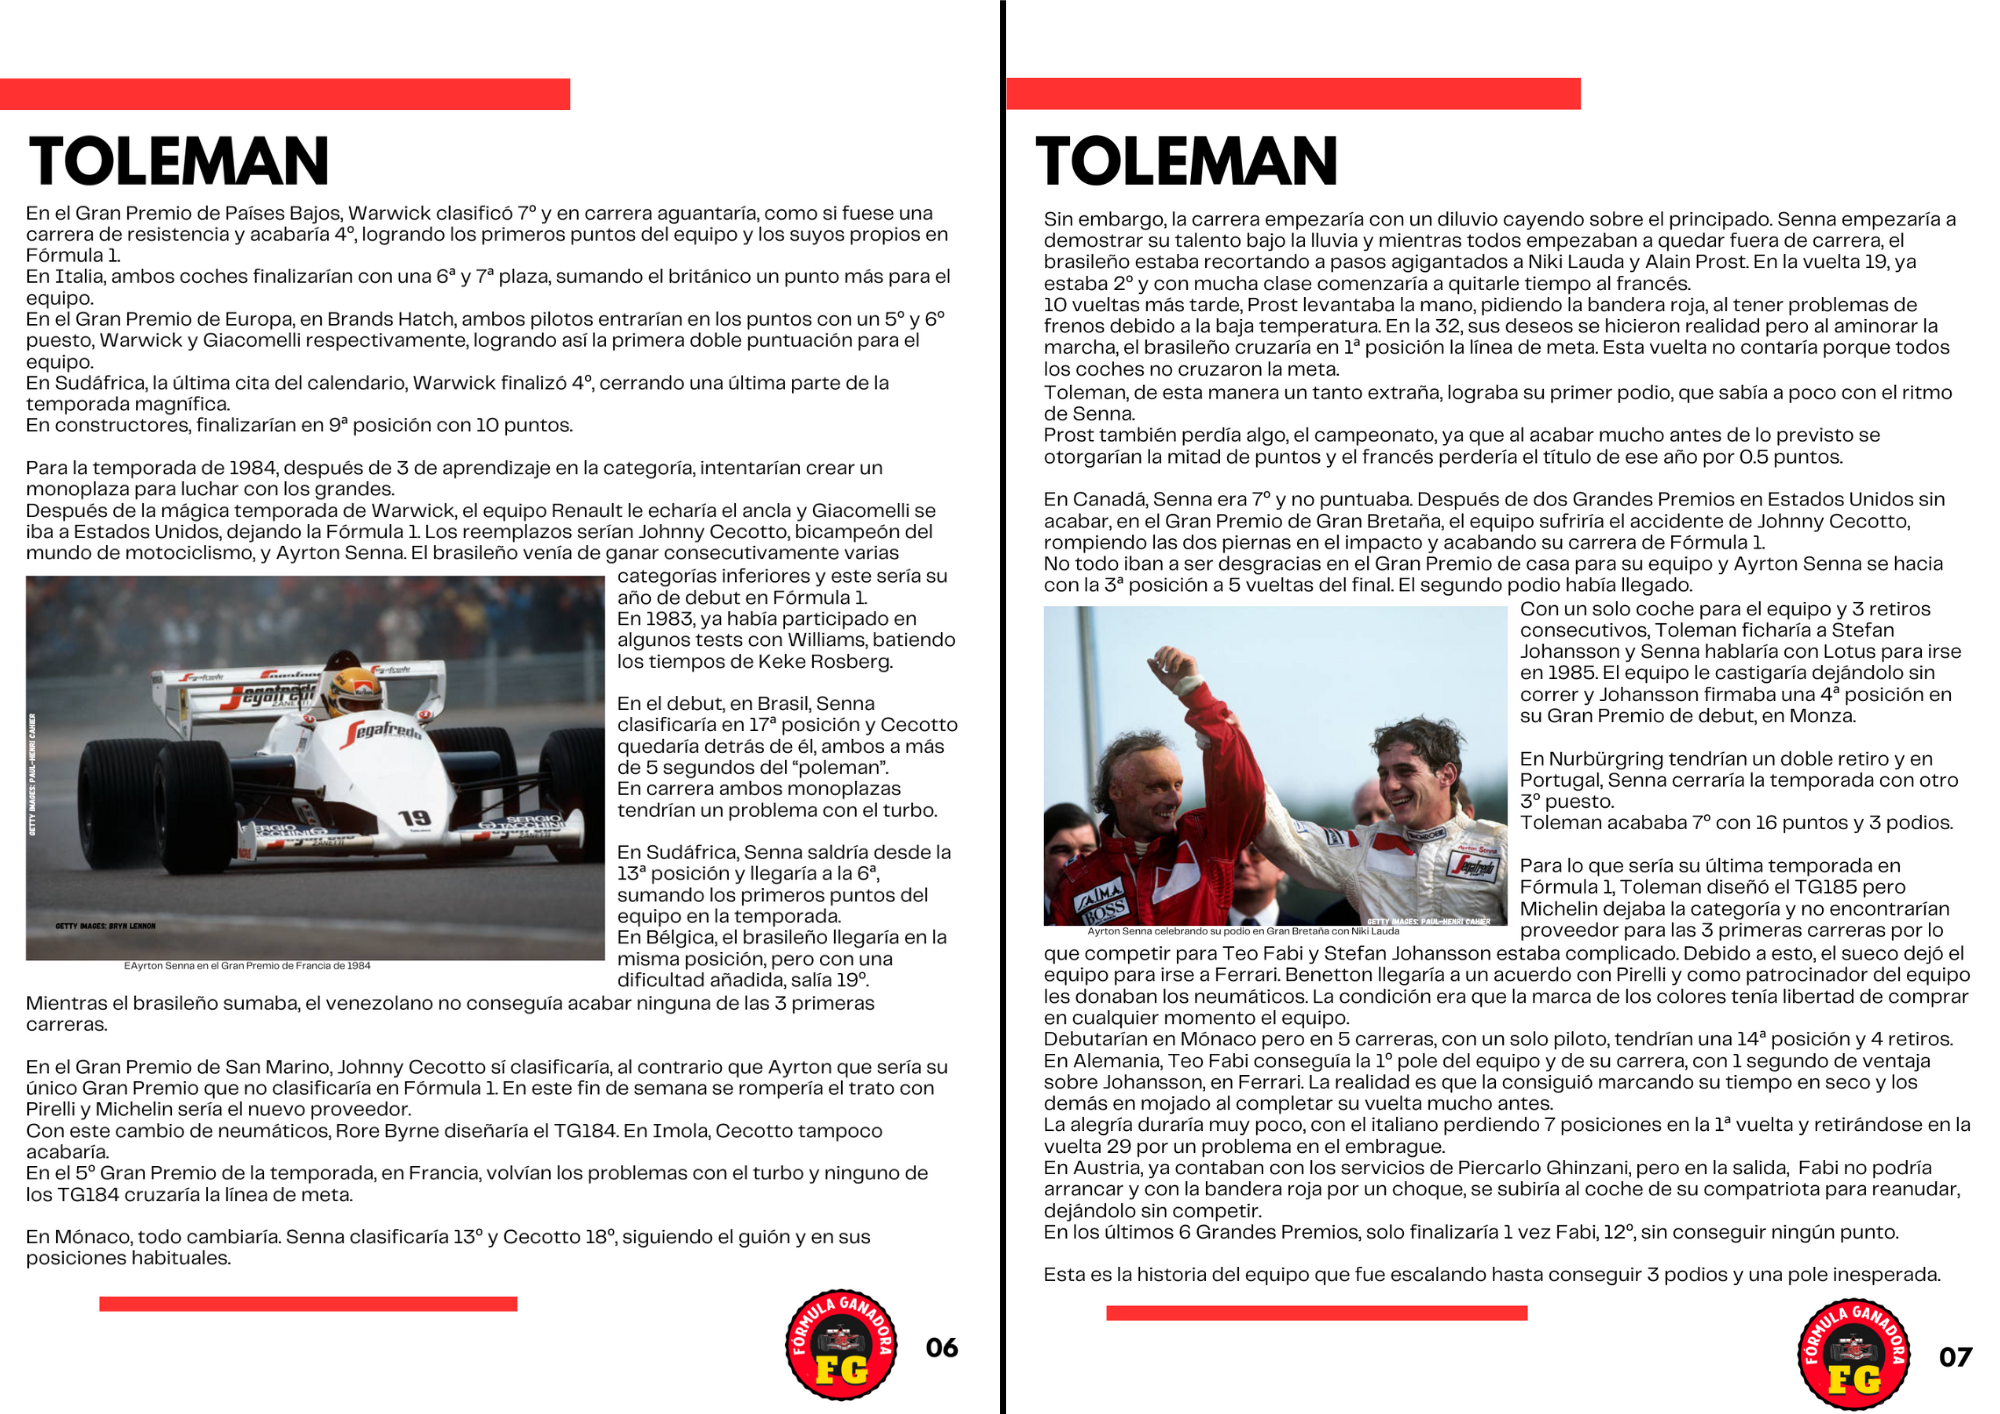 TOLEMAN
En el Gran Premio de Países Bajos, Warwick clasificó 7º y en carrera aguantaría, como si fuese una
carrera de resistencia y acabaría 4º, logrando los primeros puntos del equipo y los suyos propios en
Fórmula 1.
En Italia, ambos coches finalizarían con una 6ª y 7ª plaza, sumando el británico un punto más para el
equipo.
En el Gran Premio de Europa, en Brands Hatch, ambos pilotos entrarían en los puntos con un 5º y 6º
puesto, Warwick y Giacomelli respectivamente, logrando así la primera doble puntuación para el
equipo.
En Sudáfrica, la última cita del calendario, Warwick finalizó 4º, cerrando una última parte de la
temporada magnífica.
En constructores, finalizarían en 9ª posición con 10 puntos.
Para la temporada de 1984, después de 3 de aprendizaje en la categoría, intentarían crear un
monoplaza para luchar con los grandes.
Después de la mágica temporada de Warwick, el equipo Renault le echaría el ancla y Giacomelli se
iba a Estados Unidos, dejando la Fórmula 1. Los reemplazos serían Johnny Cecotto, bicampeón del
mundo de motociclismo, y Ayrton Senna. El brasileño venía de ganar consecutivamente varias
categorías inferiores y este sería su
año de debut en Fórmula 1.
En 1983, ya había participado en
algunos tests con Williams, batiendo
los tiempos de Keke Rosberg.
En el debut, en Brasil, Senna
clasificaría en 17ª posición y Cecotto
quedaría detrás de él, ambos a más
de 5 segundos del “poleman”.
En carrera ambos monoplazas
tendrían un problema con el turbo.
En Sudáfrica, Senna saldría desde la
13ª posición y llegaría a la 6ª,
sumando los primeros puntos del
equipo en la temporada.
En Bélgica, el brasileño llegaría en la
misma posición, pero con una
dificultad añadida, salía 19º.
GETTY IMAGES: PAUL-HENRI CAHIER
Segafredo
Segafredo
ZANETTI
Marlboro
Segafredo
19
SERGIO
TACCHINI
SERGIO
TACCHINI
GETTY IMAGES: BRYN LENNON
EAyrton Senna en el Gran Premio de Francia de 1984
Mientras el brasileño sumaba, el venezolano no conseguía acabar ninguna de las 3 primeras
carreras.
En el Gran Premio de San Marino, Johnny Cecotto sí clasificaría, al contrario que Ayrton que sería su
único Gran Premio que no clasificaría en Fórmula 1. En este fin de semana se rompería el trato con
Pirelli y Michelin sería el nuevo proveedor.
Con este cambio de neumáticos, Rore Byrne diseñaría el TG184. En Imola, Cecotto tampoco
acabaría.
En el 5º Gran Premio de la temporada, en Francia, volvían los problemas con el turbo y ninguno de
los TG184 cruzaría la línea de meta.
En Mónaco, todo cambiaría. Senna clasificaría 13º y Cecotto 18º, siguiendo el guión y en sus
posiciones habituales.
FÓRMULA GANADORA
FG
06
TOLEMAN
Sin embargo, la carrera empezaría con un diluvio cayendo sobre el principado. Senna empezaría a
demostrar su talento bajo la lluvia y mientras todos empezaban a quedar fuera de carrera, el
brasileño estaba recortando a pasos agigantados a Niki Lauda y Alain Prost. En la vuelta 19, ya
estaba 2º y con mucha clase comenzaría a quitarle tiempo al francés.
10 vueltas más tarde, Prost levantaba la mano, pidiendo la bandera roja, al tener problemas de
frenos debido a la baja temperatura. En la 32, sus deseos se hicieron realidad pero al aminorar la
marcha, el brasileño cruzaría en 1ª posición la línea de meta. Esta vuelta no contaría porque todos
los coches no cruzaron la meta.
Toleman, de esta manera un tanto extraña, lograba su primer podio, que sabía a poco con el ritmo
de Senna.
Prost también perdía algo, el campeonato, ya que al acabar mucho antes de lo previsto se
otorgarían la mitad de puntos y el francés perdería el título de ese año por 0.5 puntos.
En Canadá, Senna era 7º y no puntuaba. Después de dos Grandes Premios en Estados Unidos sin
acabar, en el Gran Premio de Gran Bretaña, el equipo sufriría el accidente de Johnny Cecotto,
rompiendo las dos piernas en el impacto y acabando su carrera de Fórmula 1.
No todo iban a ser desgracias en el Gran Premio de casa para su equipo y Ayrton Senna se hacia
con la 3ª posición a 5 vueltas del final. El segundo podio había llegado.
Con un solo coche para el equipo y 3 retiros
consecutivos, Toleman ficharía a Stefan
Johansson y Senna hablaría con Lotus para irse
en 1985. El equipo le castigaría dejándolo sin
correr y Johansson firmaba una 4ª posición en
su Gran Premio de debut, en Monza.
En Nurbürgring tendrían un doble retiro y en
Portugal, Senna cerraría la temporada con otro
3º puesto.
Toleman acababa 7º con 16 puntos y 3 podios.
Para lo que sería su última temporada en
Fórmula 1, Toleman diseñó el TG185 pero
Michelin dejaba la categoría y no encontrarían
proveedor para las 3 primeras carreras por lo
BOSS
Ayrton Senna
Segafredo
GETTY IMAGES: PAUL-HENRI CAHIER
Ayrton Senna celebrando su podio en Gran Bretaña con Niki Lauda
que competir para Teo Fabi y Stefan Johansson estaba complicado. Debido a esto, el sueco dejó el
equipo para irse a Ferrari. Benetton llegaría a un acuerdo con Pirelli y como patrocinador del equipo
les donaban los neumáticos. La condición era que la marca de los colores tenía libertad de comprar
en cualquier momento el equipo.
Debutarían en Mónaco pero en 5 carreras, con un solo piloto, tendrían una 14ª posición y 4 retiros.
En Alemania, Teo Fabi conseguía la 1º pole del equipo y de su carrera, con 1 segundo de ventaja
sobre Johansson, en Ferrari. La realidad es que la consiguió marcando su tiempo en seco y los
demás en mojado al completar su vuelta mucho antes.
La alegría duraría muy poco, con el italiano perdiendo 7 posiciones en la 1ª vuelta y retirándose en la
vuelta 29 por un problema en el embrague.
En Austria, ya contaban con los servicios de Piercarlo Ghinzani, pero en la salida, Fabi no podría
arrancar y con la bandera roja por un choque, se subiría al coche de su compatriota para reanudar,
dejándolo sin competir.
En los últimos 6 Grandes Premios, solo finalizaría 1 vez Fabi, 12º, sin conseguir ningún punto.
Esta es la historia del equipo que fue escalando hasta conseguir 3 podios y una pole inesperada.
FÓRMULA GANADORA
FG
07